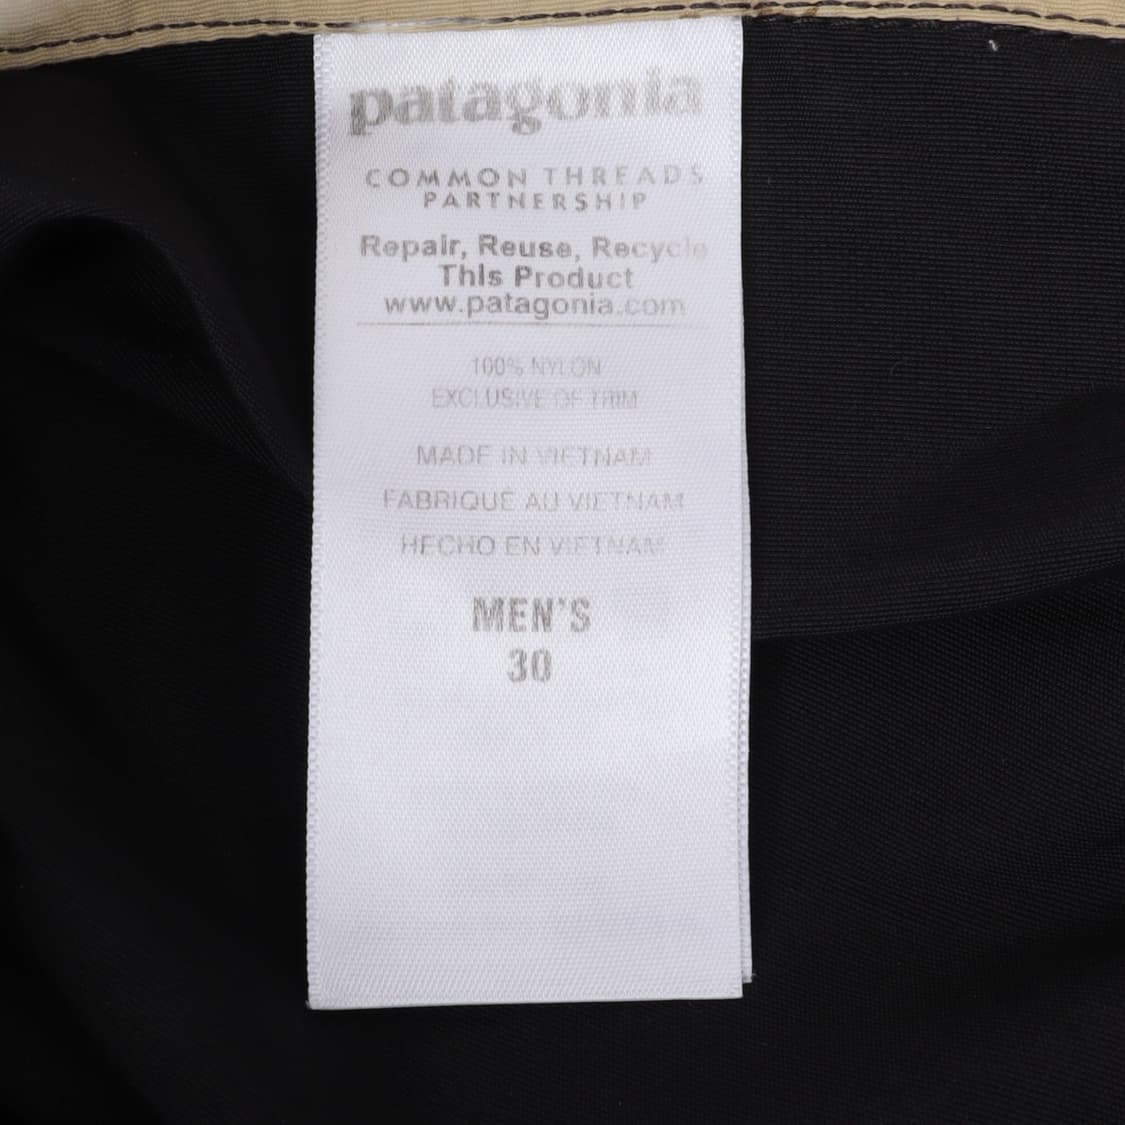 patagonia
COMMON THREADS
PARTNERSHIP
Repair, Reuse, Recycle
This Product
www.patagonia.com
100% NYLON
EXCLUSIVE OF TRIM
MADE IN VIETNAM
FABRIQUÉ AU VIETNAM
HECHO EN VIETNAM
MEN'S
30